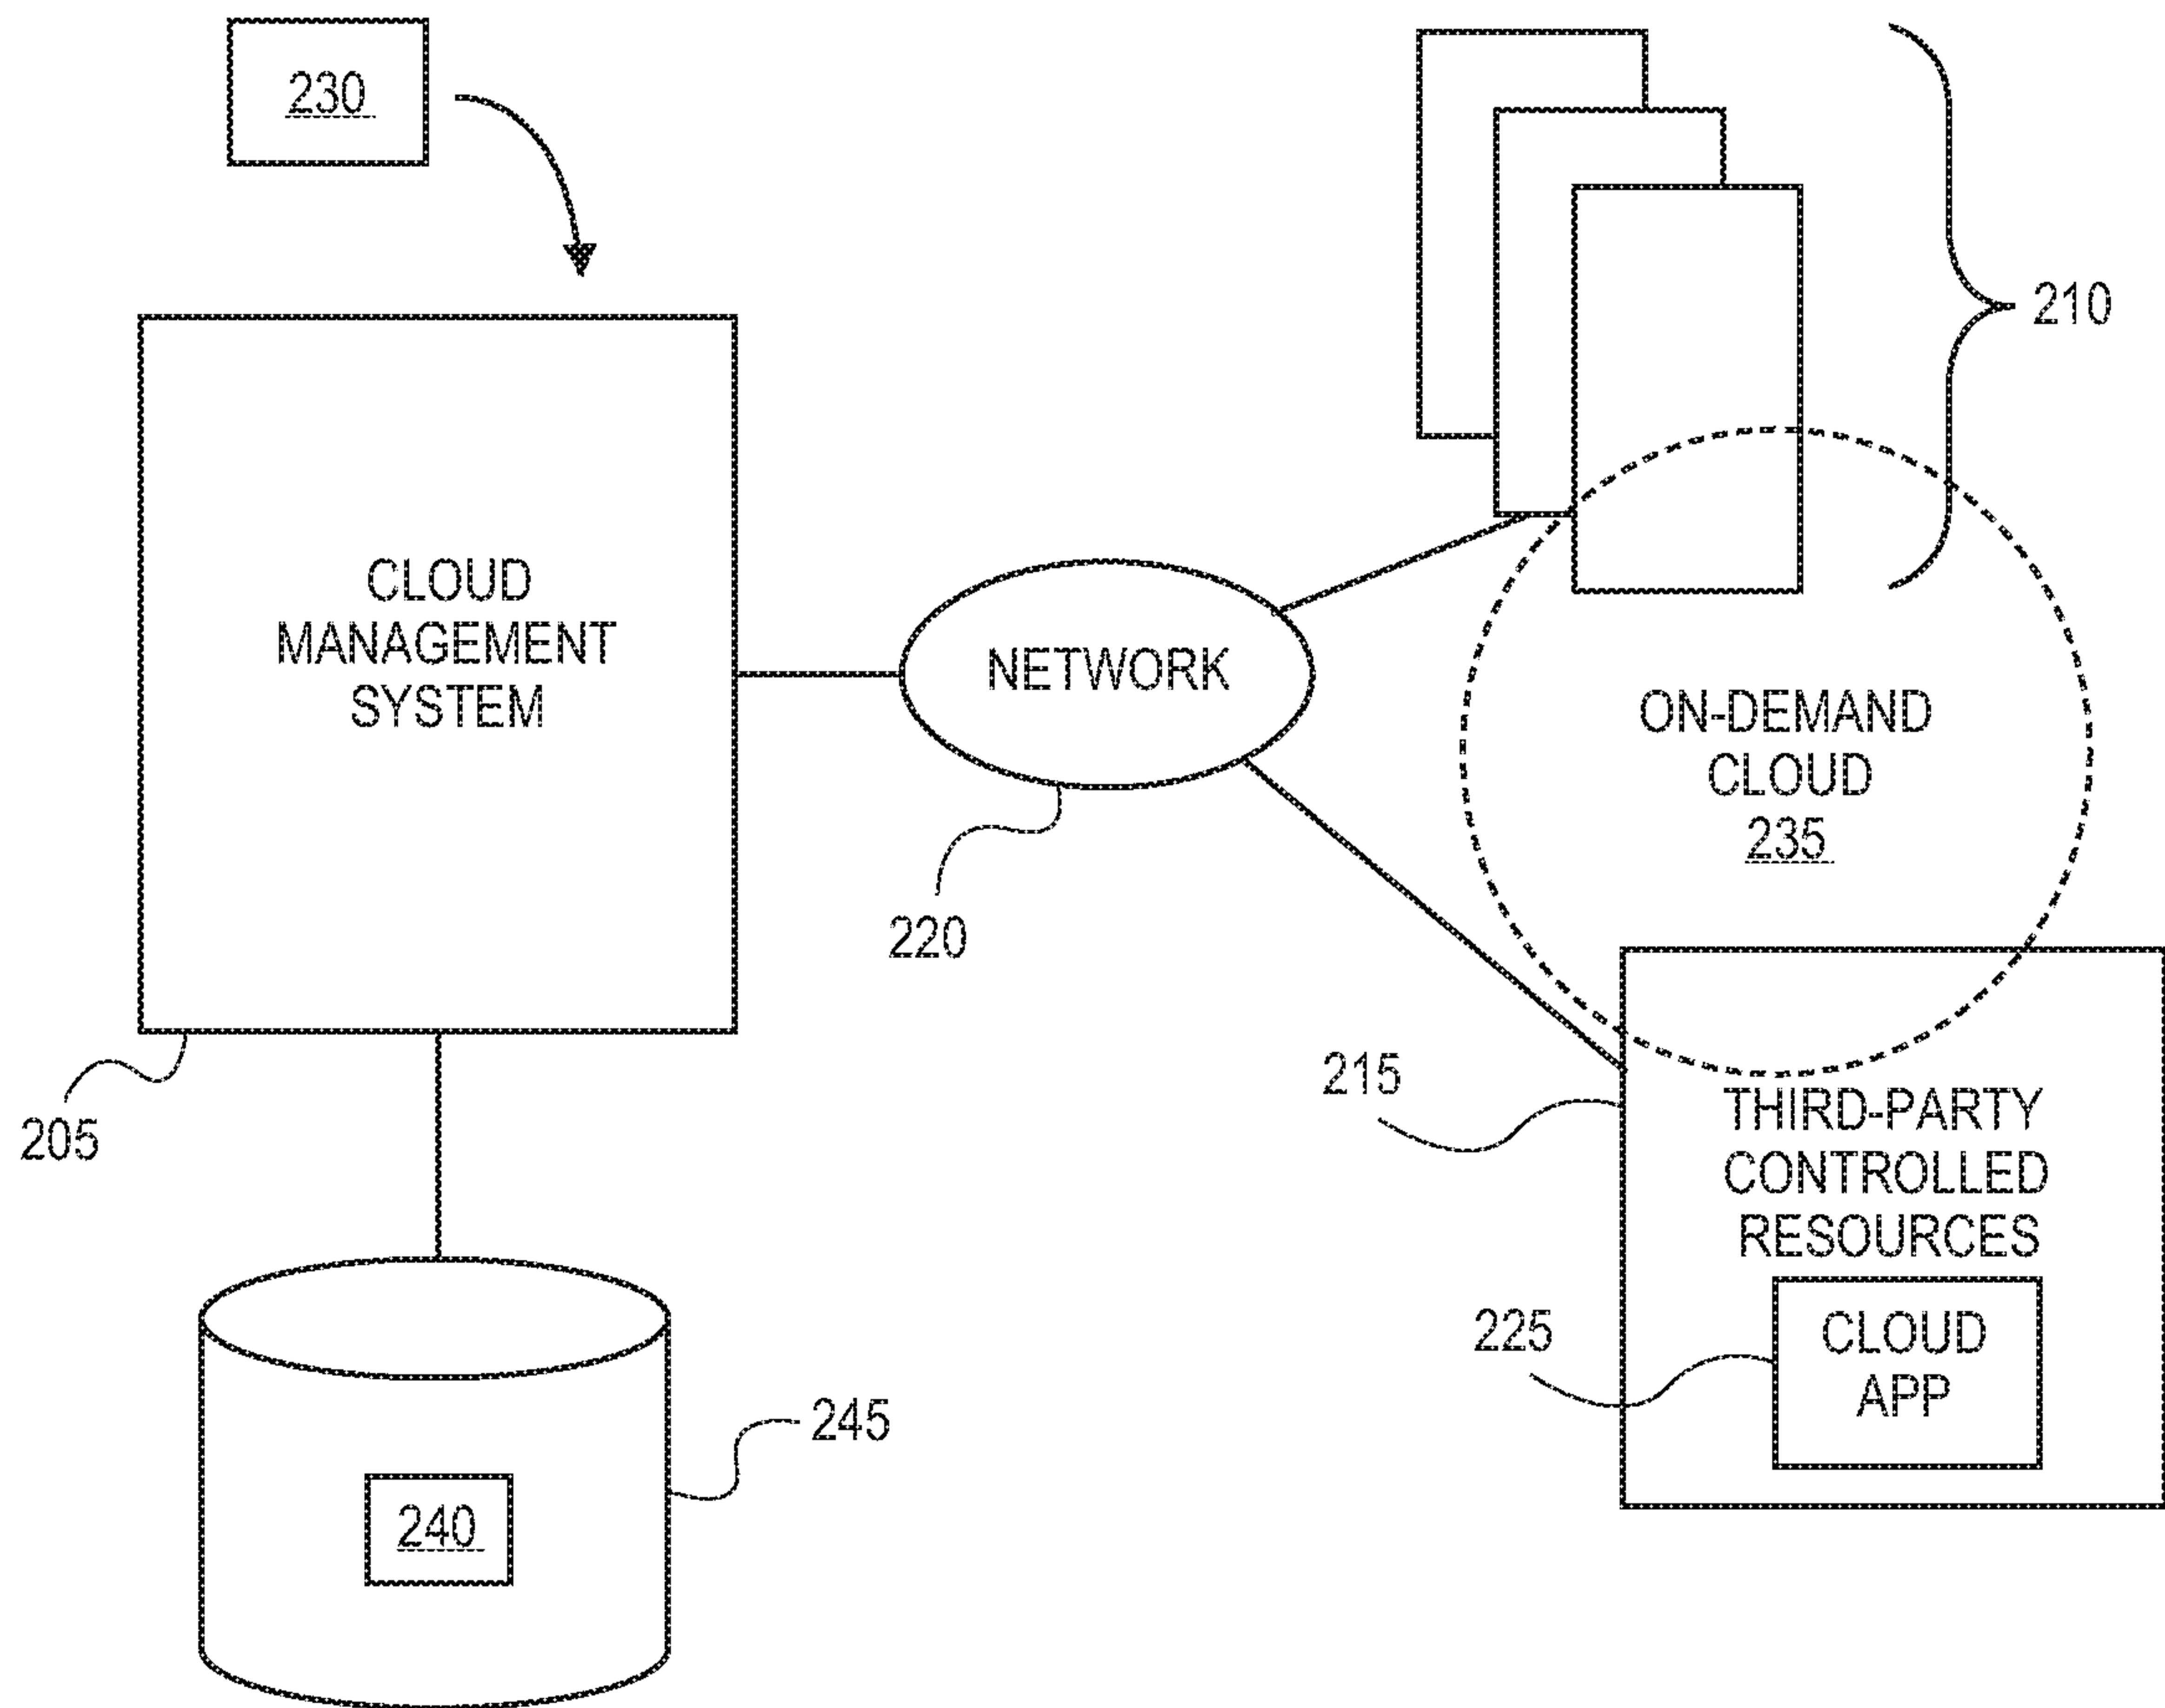 230
210
CLOUD
MANAGEMENT
SYSTEM
NETWORK
ON-DEMAND
CLOUD
235
220
205
215
THIRD-PARTY
CONTROLLED
RESOURCES
225
CLOUD
APP
245
240